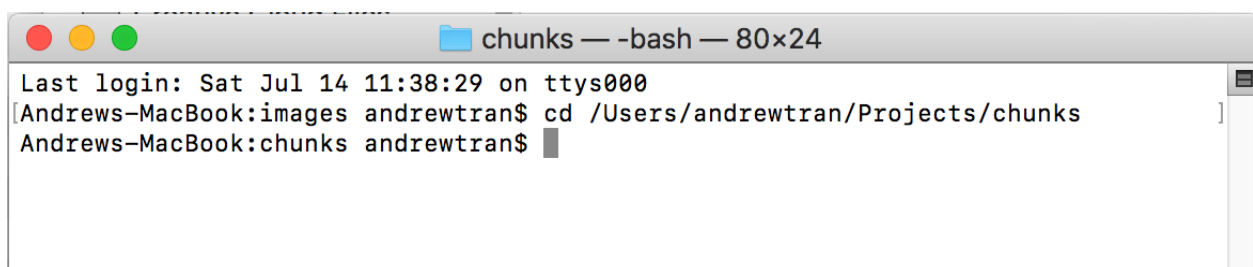 chunks — -bash — 80×24
Last login: Sat Jul 14 11:38:29 on ttys000
[Andrews-MacBook:images andrewtran$ cd /Users/andrewtran/Projects/chunks ]
Andrews-MacBook:chunks andrewtran$